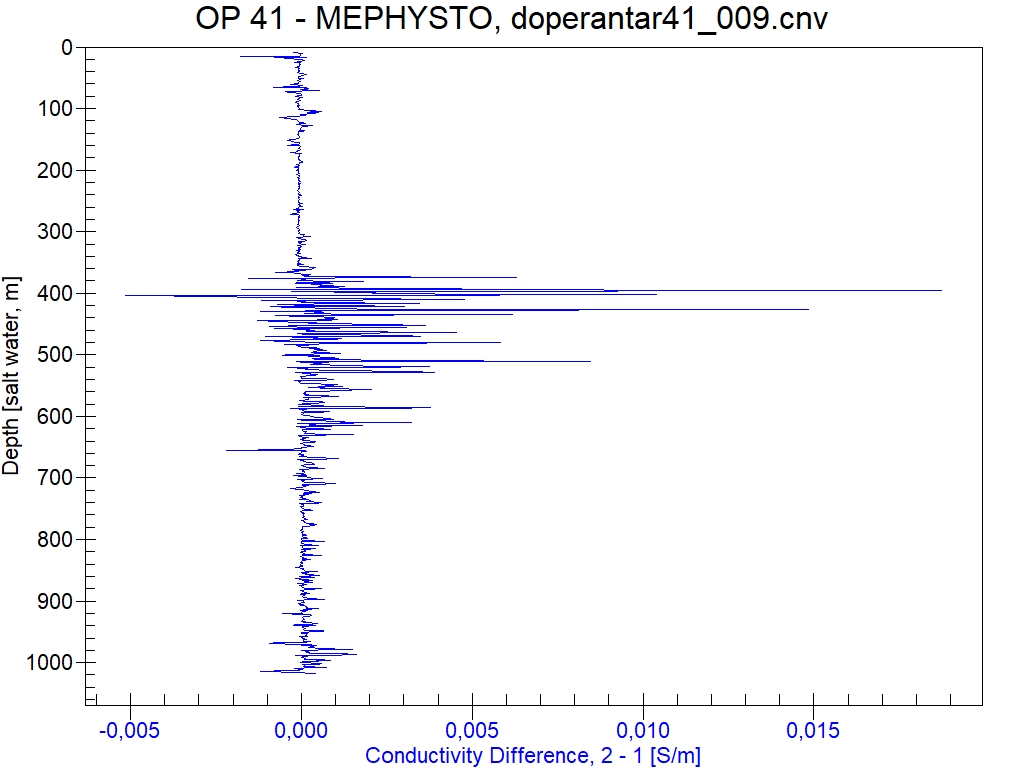 OP 41 - MEPHYSTO, doperantar41_009.cnv
0
100
200
300
400
500
600
700
800
900
1000
Depth [salt water, m]
-0,005 0,000 0,005 0,010 0,015
Conductivity Difference, 2 - 1 [S/m]